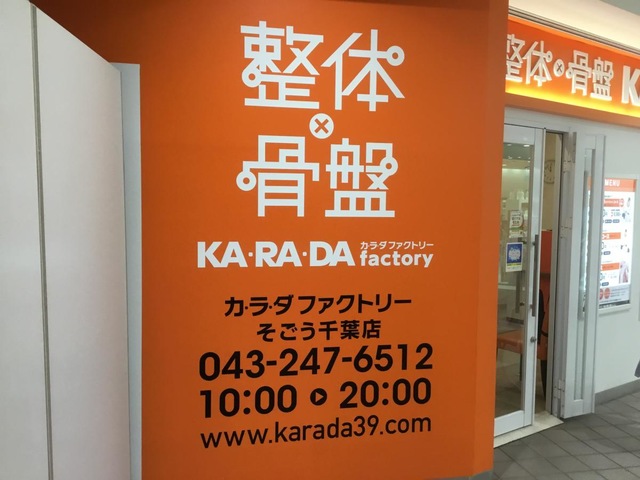 整体
×
骨盤
KA・RA・DA カラダファクトリー factory
カ・ラ・ダ ファクトリー
そごう千葉店
043-247-6512
10:00 ▶ 20:00
www.karada39.com
整体×骨盤 K
MENU